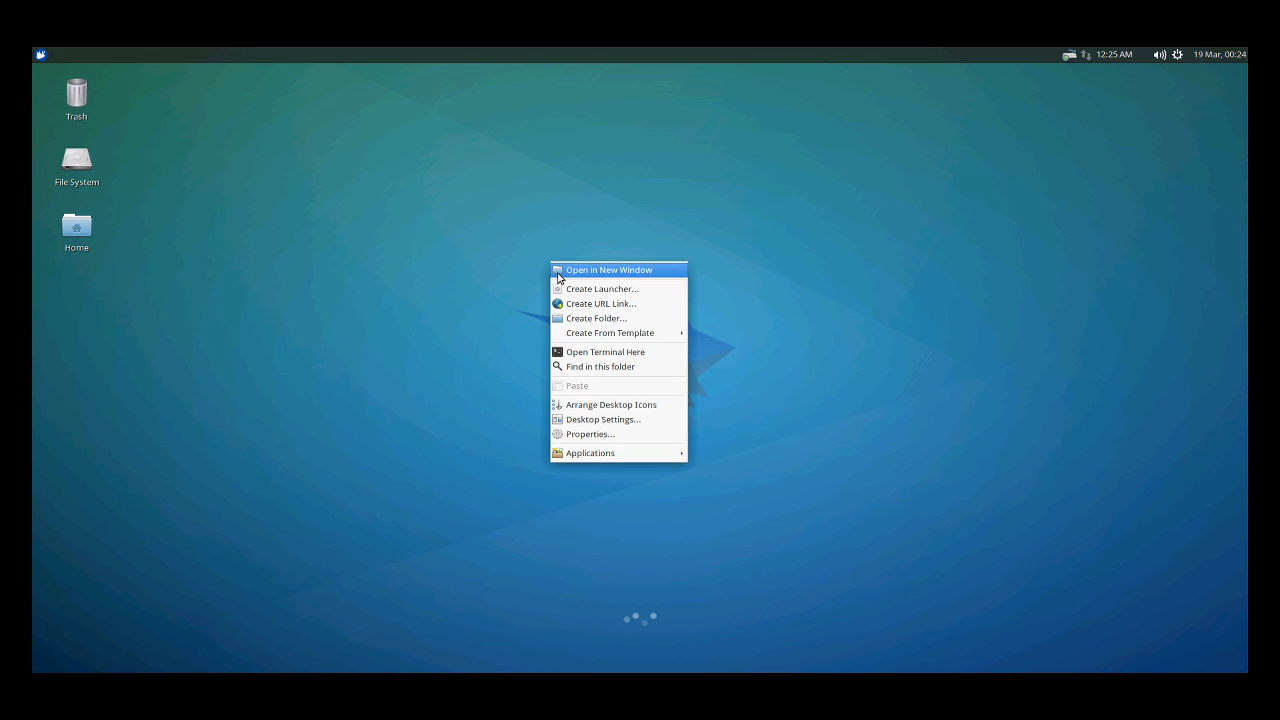 12:25 AM
19 Mar, 00:24
Trash
File System
Home
Open in New Window
Create Launcher...
Create URL Link...
Create Folder...
Create From Template
Open Terminal Here
Find in this folder
Paste
Arrange Desktop Icons
Desktop Settings...
Properties...
Applications